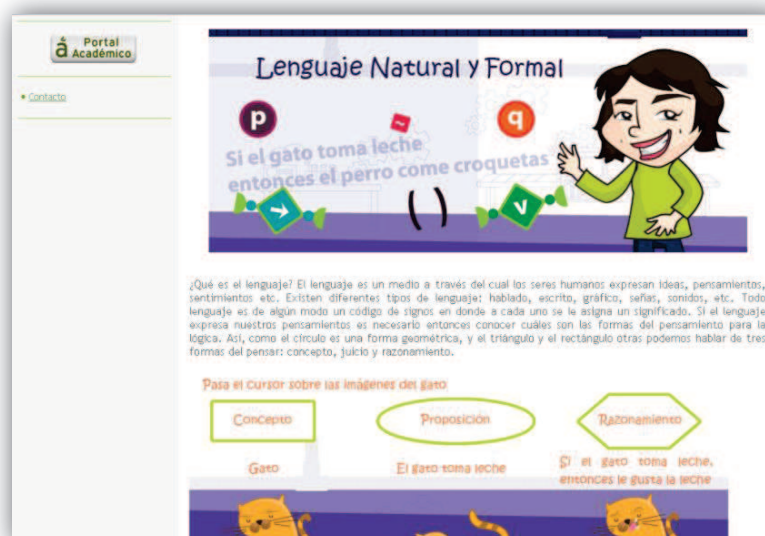 Portal
á Académico
Contacto
Lenguaje Natural y Formal
p ~ q
Si el gato toma leche
entonces el perro come croquetas
→ ( ) v
¿Qué es el lenguaje? El lenguaje es un medio a través del cual los seres humanos expresan ideas, pensamientos,
sentimientos etc. Existen diferentes tipos de lenguaje: hablado, escrito, gráfico, señas, sonidos, etc. Todo
lenguaje es de algún modo un código de signos en donde a cada uno se le asigna un significado. Si el lenguaje
expresa nuestros pensamientos es necesario entonces conocer cuáles son las formas del pensamiento para la
lógica. Así, como el círculo es una forma geométrica, y el triángulo y el rectángulo otras podemos hablar de tres
formas del pensar: concepto, juicio y razonamiento.
Pasa el cursor sobre las imágenes del gato
Concepto Proposición Razonamiento
Gato El gato toma leche Si el gato toma leche,
entonces le gusta la leche